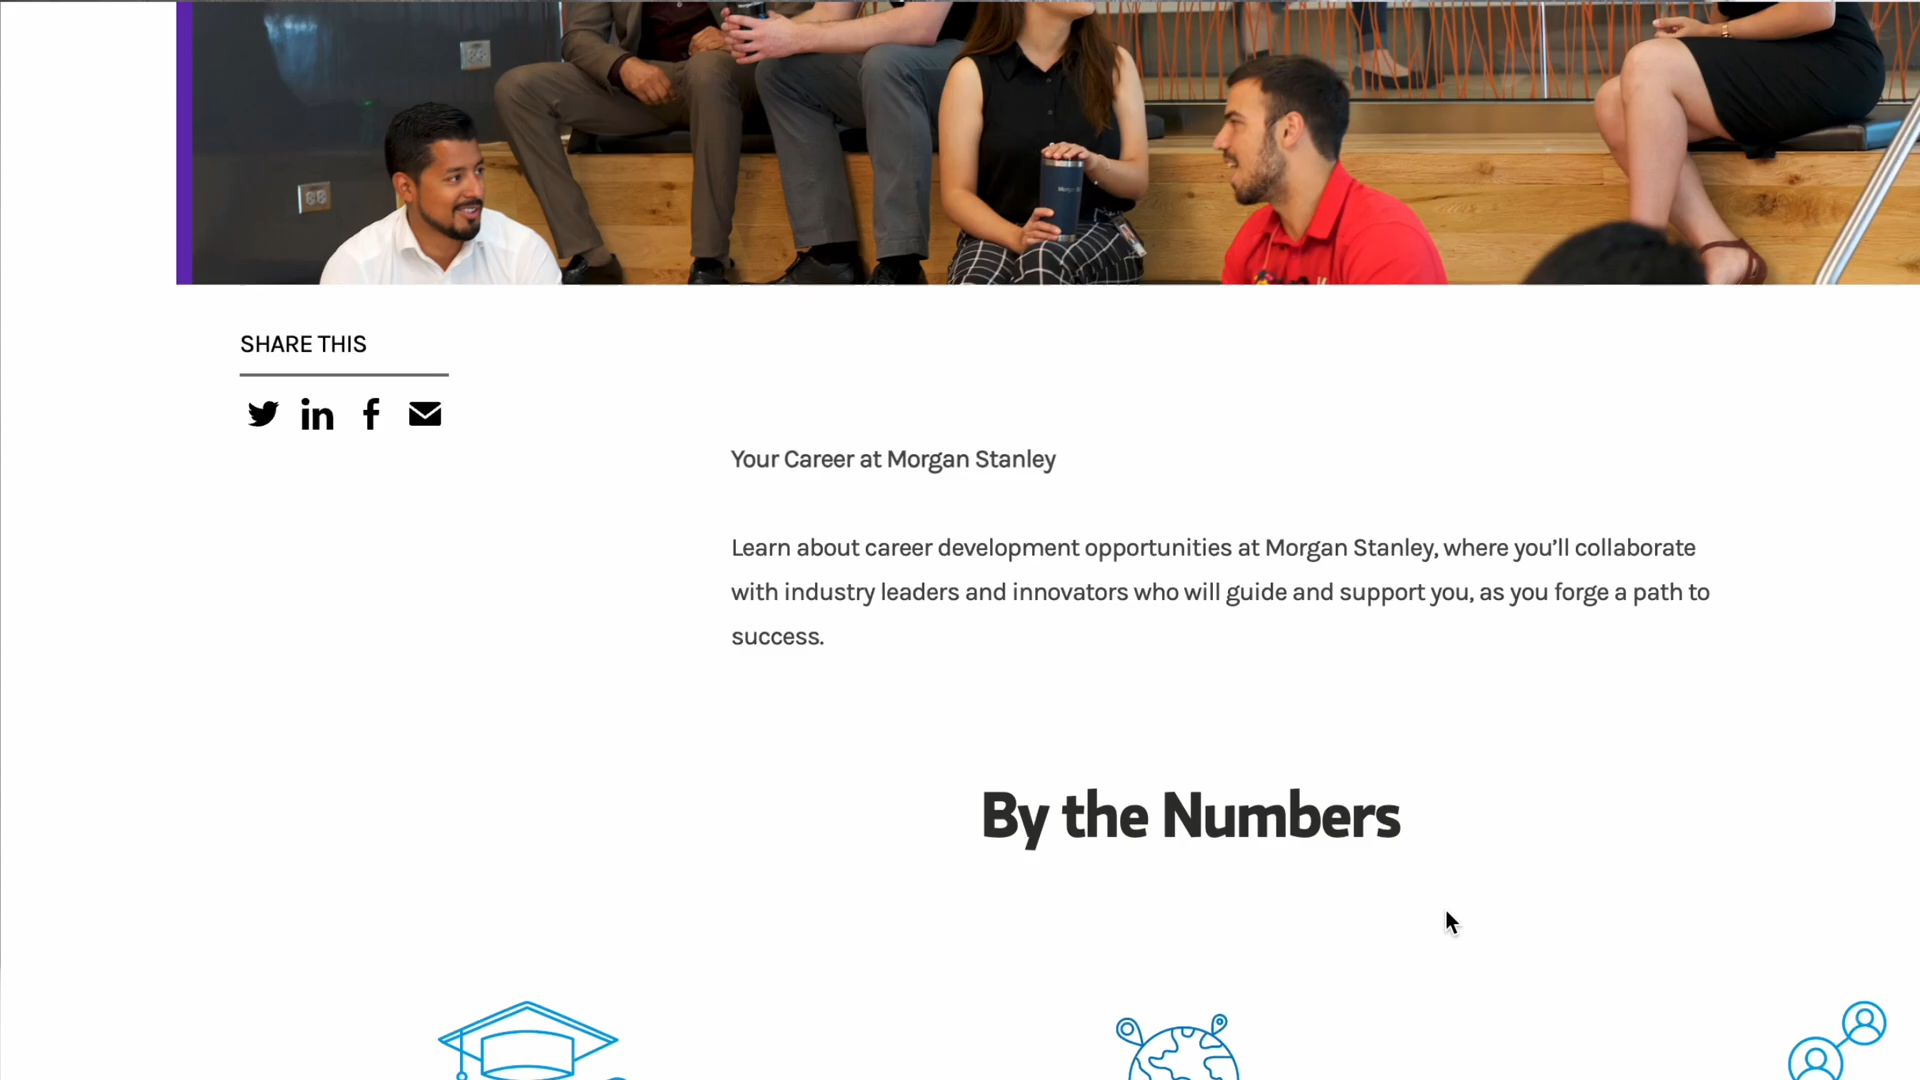 SHARE THIS
Your Career at Morgan Stanley
Learn about career development opportunities at Morgan Stanley, where you’ll collaborate
with industry leaders and innovators who will guide and support you, as you forge a path to
success.
By the Numbers